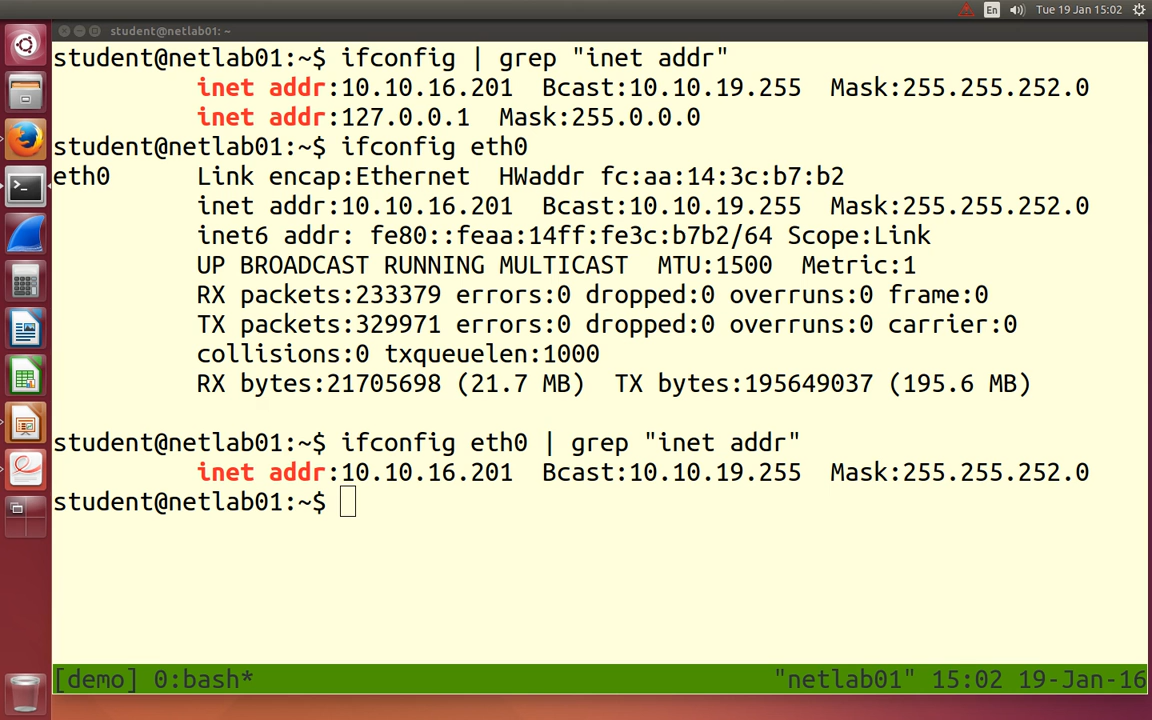 En Tue 19 Jan 15:02
student@netlab01: ~
student@netlab01:~$ ifconfig | grep "inet addr"
inet addr:10.10.16.201 Bcast:10.10.19.255 Mask:255.255.252.0
inet addr:127.0.0.1 Mask:255.0.0.0
student@netlab01:~$ ifconfig eth0
eth0 Link encap:Ethernet HWaddr fc:aa:14:3c:b7:b2
inet addr:10.10.16.201 Bcast:10.10.19.255 Mask:255.255.252.0
inet6 addr: fe80::feaa:14ff:fe3c:b7b2/64 Scope:Link
UP BROADCAST RUNNING MULTICAST MTU:1500 Metric:1
RX packets:233379 errors:0 dropped:0 overruns:0 frame:0
TX packets:329971 errors:0 dropped:0 overruns:0 carrier:0
collisions:0 txqueuelen:1000
RX bytes:21705698 (21.7 MB) TX bytes:195649037 (195.6 MB)
student@netlab01:~$ ifconfig eth0 | grep "inet addr"
inet addr:10.10.16.201 Bcast:10.10.19.255 Mask:255.255.252.0
student@netlab01:~$
[demo] 0:bash* "netlab01" 15:02 19-Jan-16